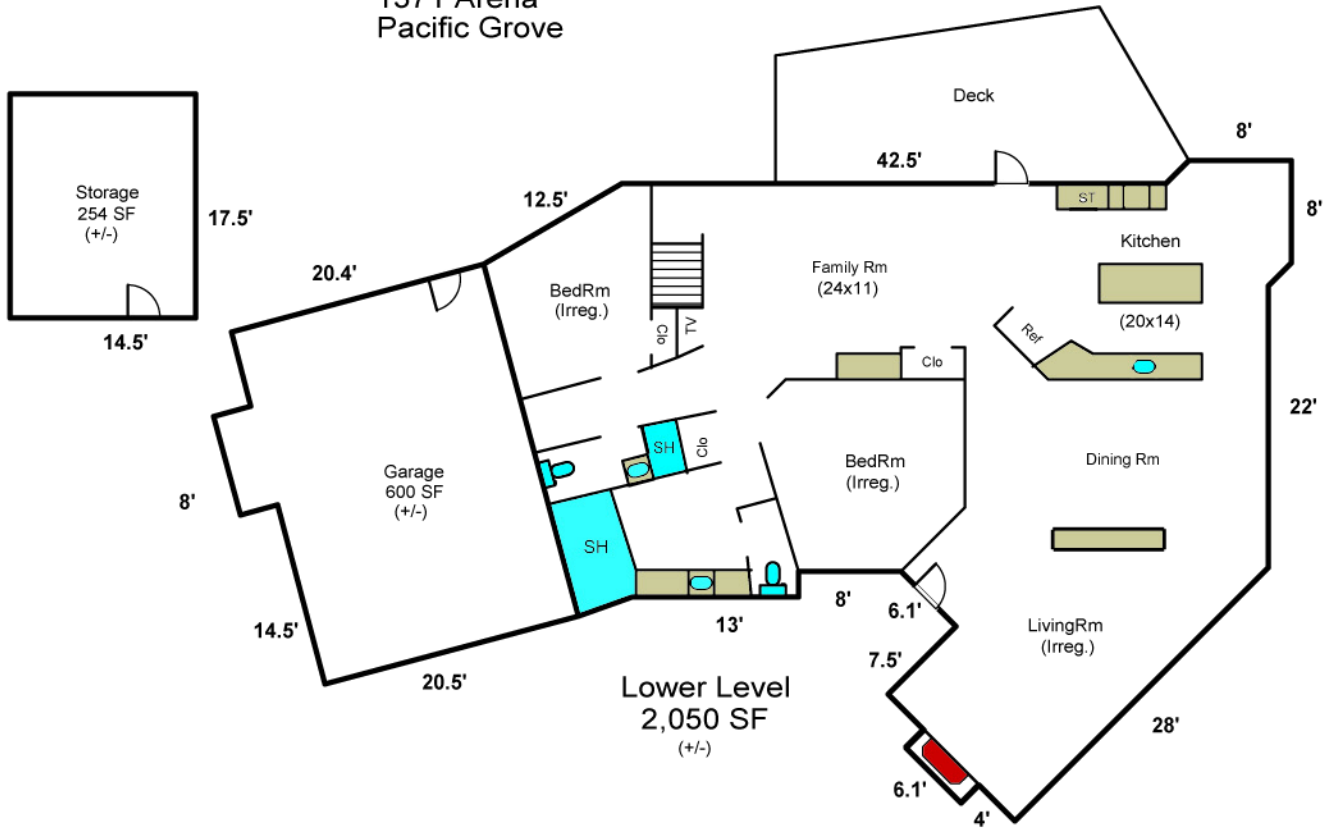 1371 Arena
Pacific Grove
Deck
8'
42.5'
Storage
254 SF
(+/-)
17.5'
12.5'
ST
8'
Kitchen
20.4'
Family Rm
(24x11)
BedRm
(Irreg.)
14.5'
Clo
TV
Ref
(20x14)
Clo
22'
SH
Clo
BedRm
(Irreg.)
Dining Rm
Garage
600 SF
(+/-)
8'
SH
8'
6.1'
13'
14.5'
LivingRm
(Irreg.)
7.5'
20.5'
Lower Level
2,050 SF
(+/-)
28'
6.1'
4'